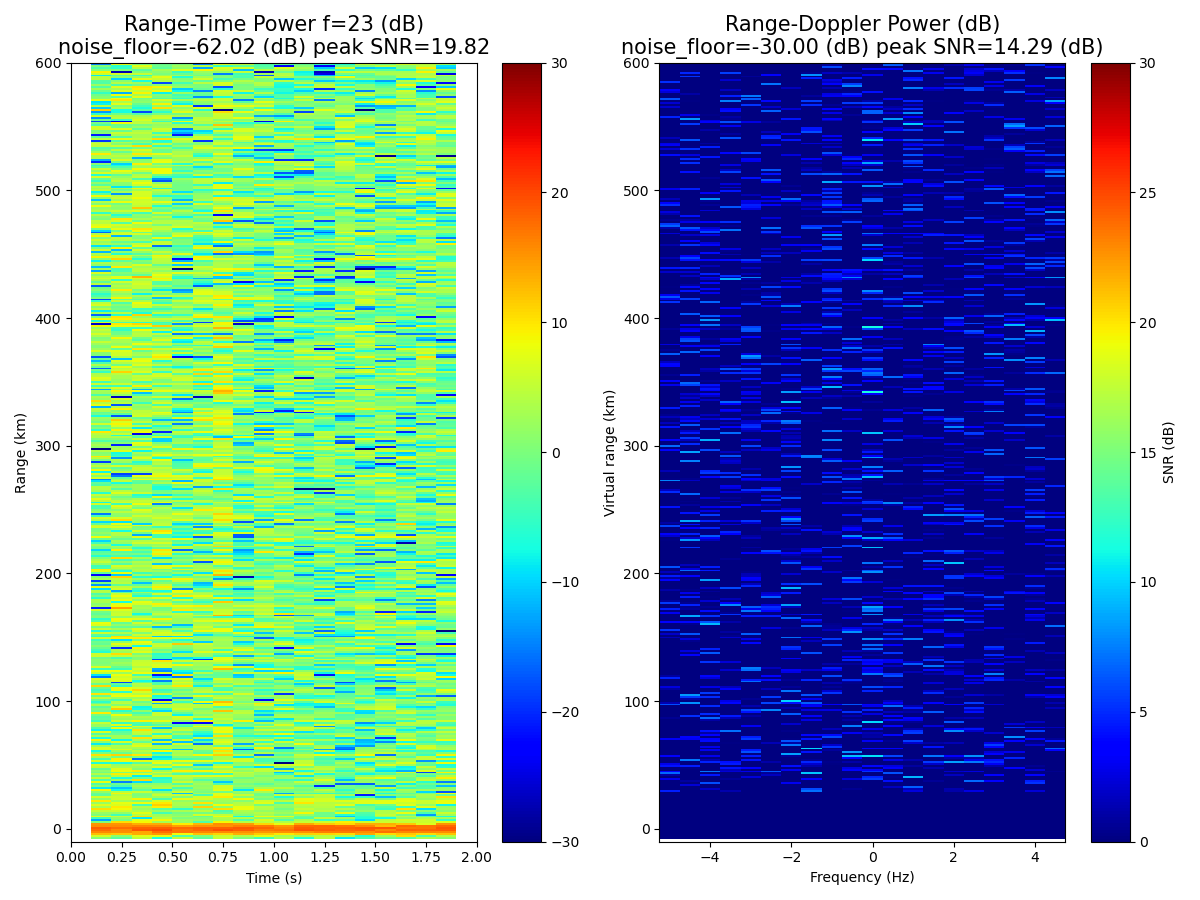 Range-Time Power f=23 (dB)
noise_floor=-62.02 (dB) peak SNR=19.82
600
500
400
300
200
100
0
Range (km)
0.00 0.25 0.50 0.75 1.00 1.25 1.50 1.75 2.00
Time (s)
30
20
10
0
−10
−20
−30
Range-Doppler Power (dB)
noise_floor=-30.00 (dB) peak SNR=14.29 (dB)
600
500
400
300
200
100
0
Virtual range (km)
−4 −2 0 2 4
Frequency (Hz)
30
25
20
15
10
5
0
SNR (dB)